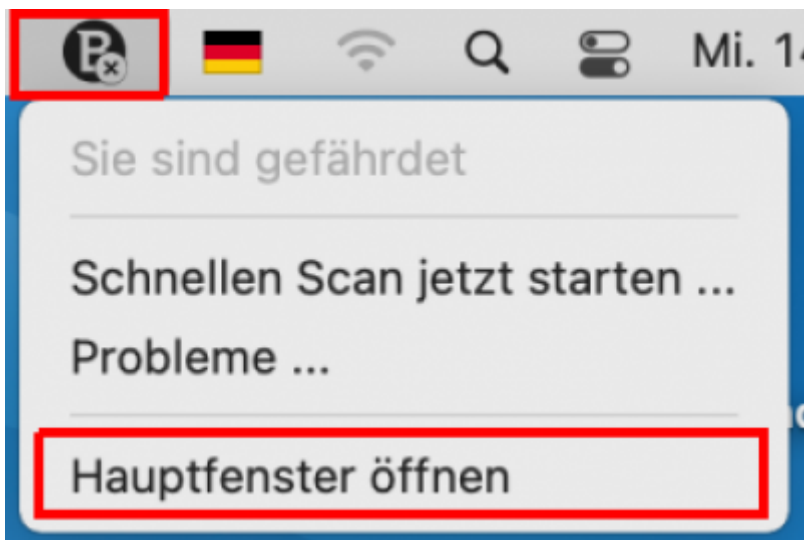 Mi. 14
Sie sind gefährdet
Schnellen Scan jetzt starten ...
Probleme ...
Hauptfenster öffnen